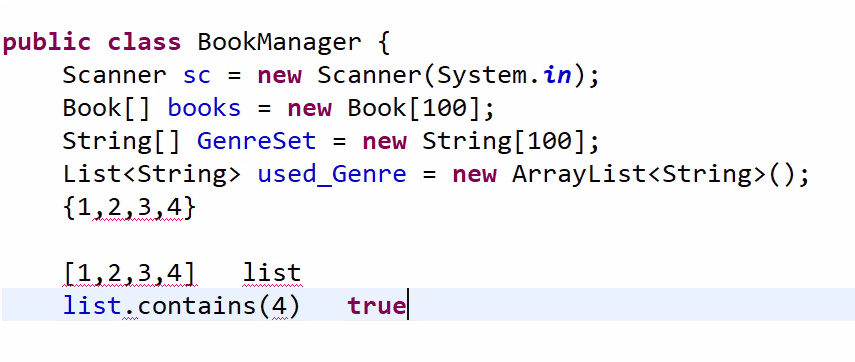 public class BookManager {
Scanner sc = new Scanner(System.in);
Book[] books = new Book[100];
String[] GenreSet = new String[100];
List<String> used_Genre = new ArrayList<String>();
{1,2,3,4}
[1,2,3,4] list
list.contains(4) true